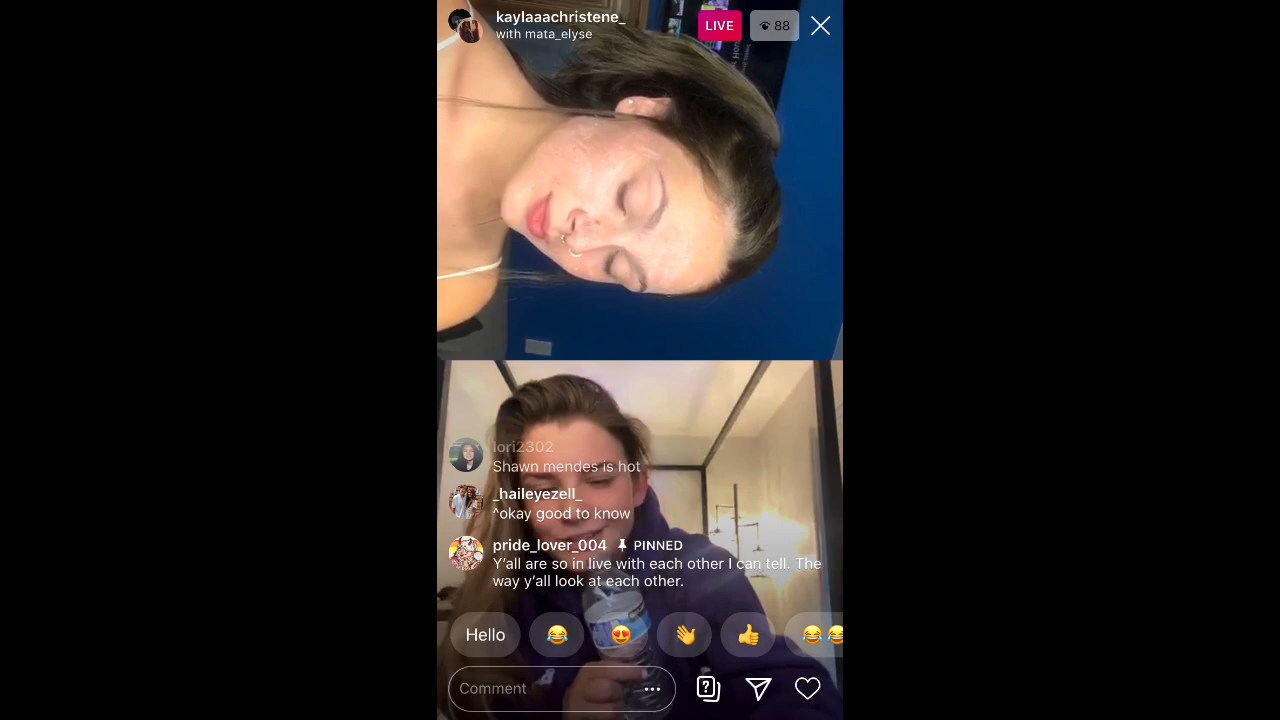 kaylaaachristene_
with mata_elyse
LIVE
88
lori2302
Shawn mendes is hot
_haileyezell_
^okay good to know
pride_lover_004 PINNED
Y'all are so in live with each other I can tell. The
way y'all look at each other.
Hello
Comment